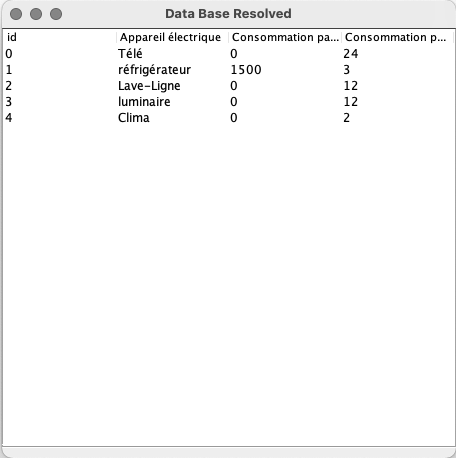 Data Base Resolved
id Appareil électrique Consommation pa... Consommation p...
0 Télé 0 24
1 réfrigérateur 1500 3
2 Lave-Ligne 0 12
3 luminaire 0 12
4 Clima 0 2